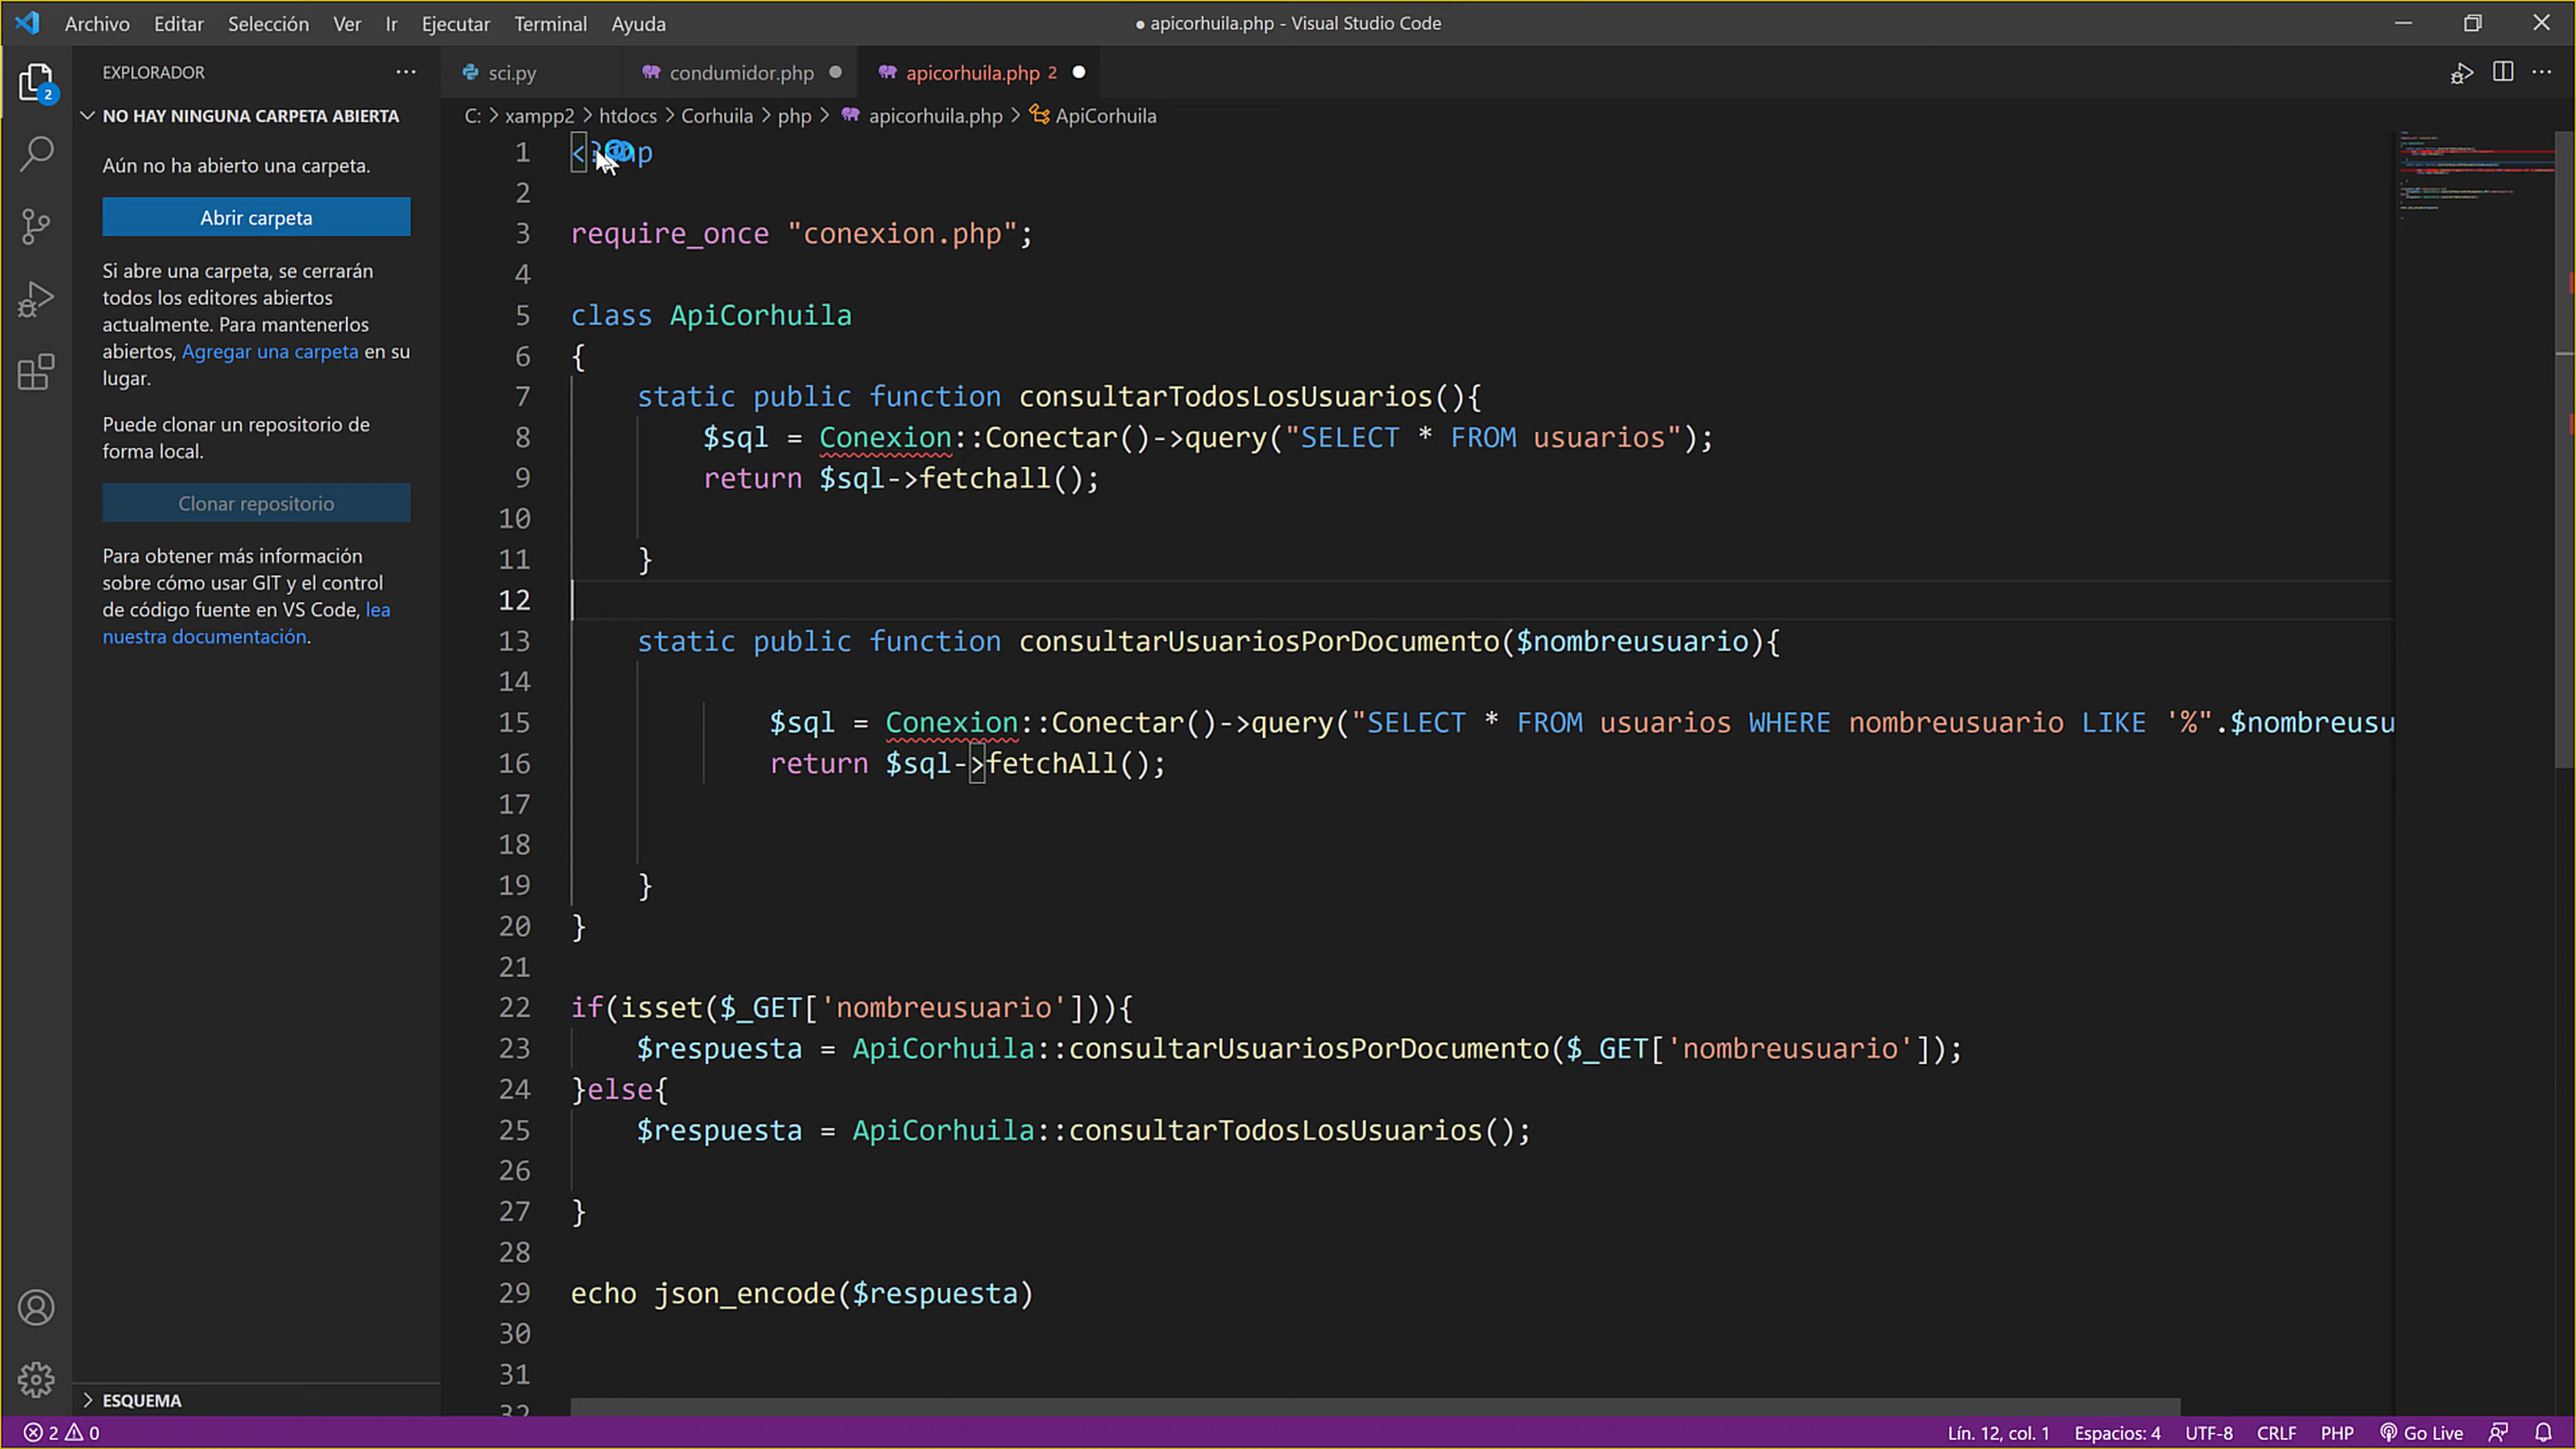 Archivo Editar Selección Ver Ir Ejecutar Terminal Ayuda
● apicorhuila.php - Visual Studio Code
EXPLORADOR
sci.py condumidor.php apicorhuila.php 2
2
NO HAY NINGUNA CARPETA ABIERTA
C: > xampp2 > htdocs > Corhuila > php > apicorhuila.php > ApiCorhuila
Aún no ha abierto una carpeta.
Abrir carpeta
Si abre una carpeta, se cerrarán
todos los editores abiertos
actualmente. Para mantenerlos
abiertos, Agregar una carpeta en su
lugar.
Puede clonar un repositorio de
forma local.
Clonar repositorio
Para obtener más información
sobre cómo usar GIT y el control
de código fuente en VS Code, lea
nuestra documentación.
ESQUEMA
1 <?php
2
3 require_once "conexion.php";
4
5 class ApiCorhuila
6 {
7 static public function consultarTodosLosUsuarios(){
8 $sql = Conexion::Conectar()->query("SELECT * FROM usuarios");
9 return $sql->fetchall();
10
11 }
12
13 static public function consultarUsuariosPorDocumento($nombreusuario){
14
15 $sql = Conexion::Conectar()->query("SELECT * FROM usuarios WHERE nombreusuario LIKE '%".$nombreusu
16 return $sql->fetchAll();
17
18
19 }
20 }
21
22 if(isset($_GET['nombreusuario'])){
23 $respuesta = ApiCorhuila::consultarUsuariosPorDocumento($_GET['nombreusuario']);
24 }else{
25 $respuesta = ApiCorhuila::consultarTodosLosUsuarios();
26
27 }
28
29 echo json_encode($respuesta)
30
31
32
2 0
Lín. 12, col. 1 Espacios: 4 UTF-8 CRLF PHP Go Live